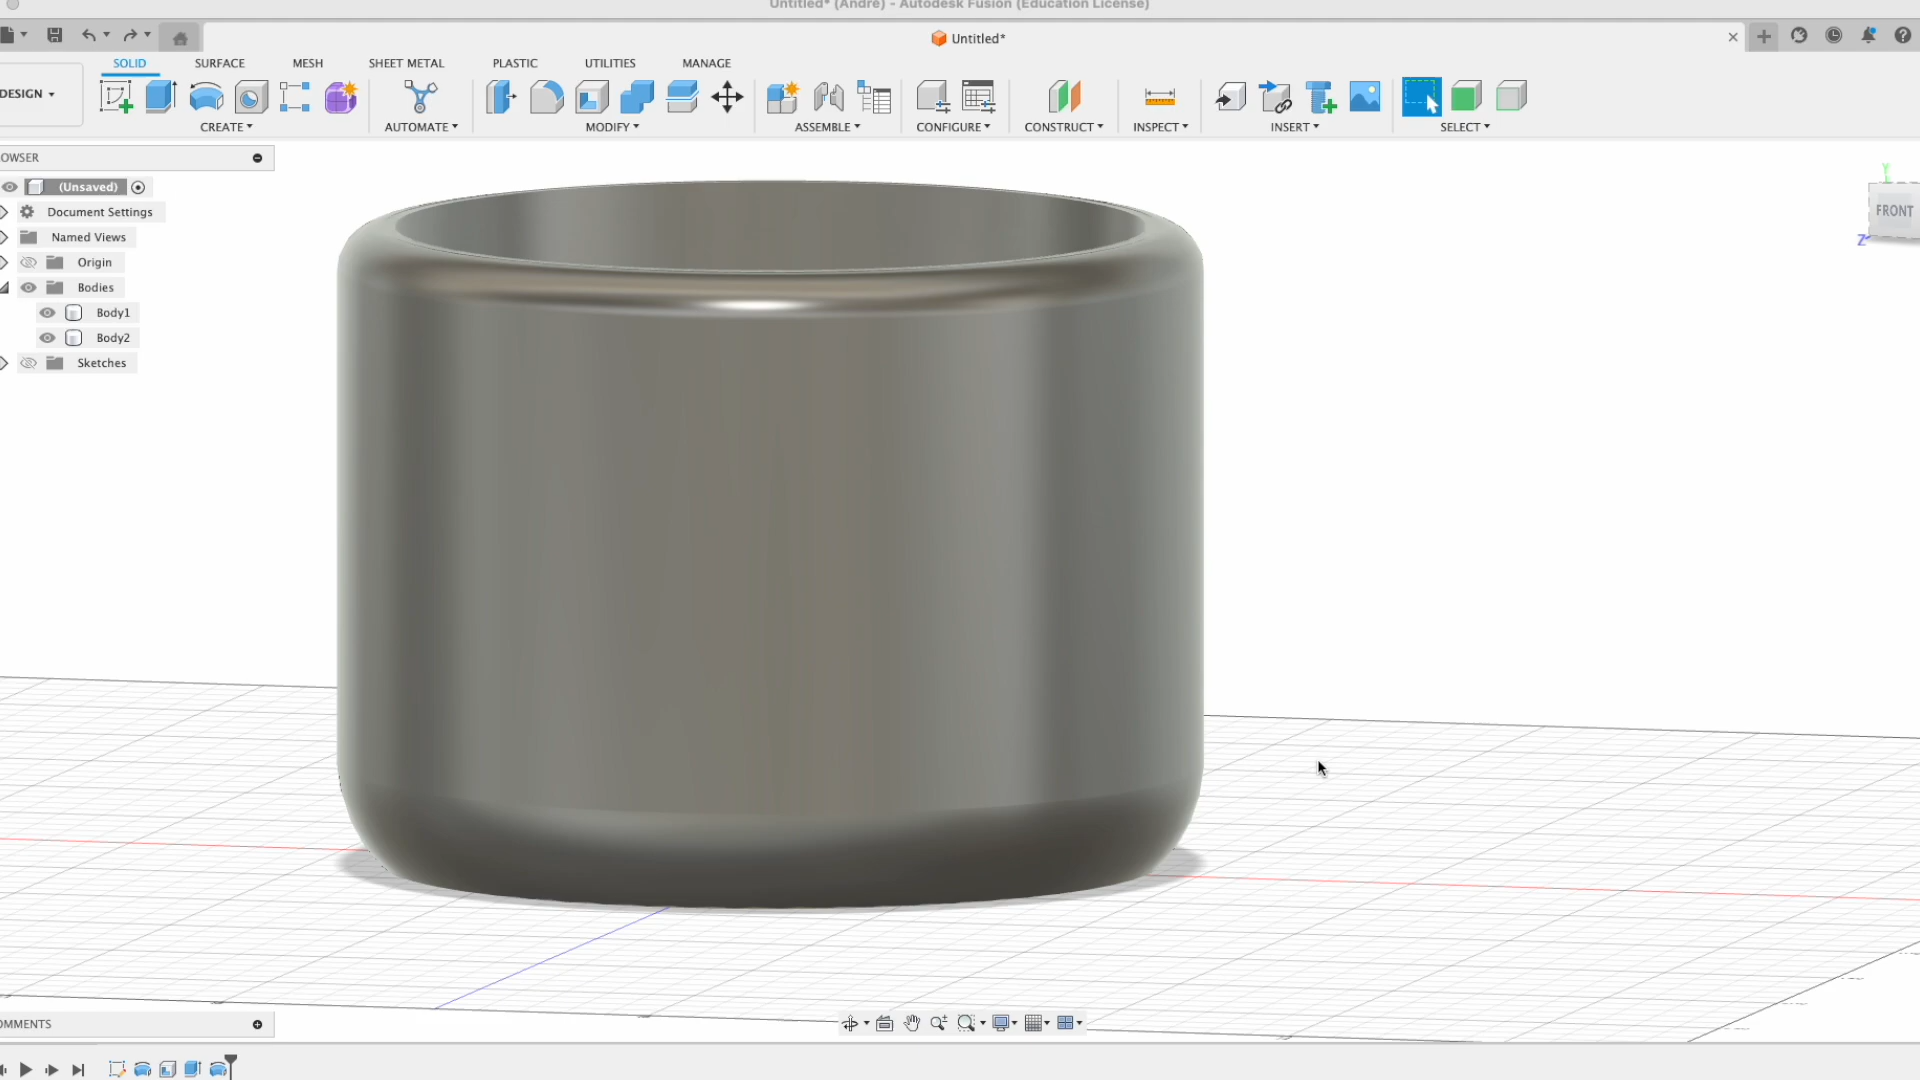 Untitled* (Andre) - Autodesk Fusion (Education License)
Untitled*
SOLID SURFACE MESH SHEET METAL PLASTIC UTILITIES MANAGE
DESIGN
CREATE AUTOMATE MODIFY ASSEMBLE CONFIGURE CONSTRUCT INSPECT INSERT SELECT
OWSER
(Unsaved)
Document Settings
Named Views
Origin
Bodies
Body1
Body2
Sketches
Y
FRONT
Z
OMMENTS